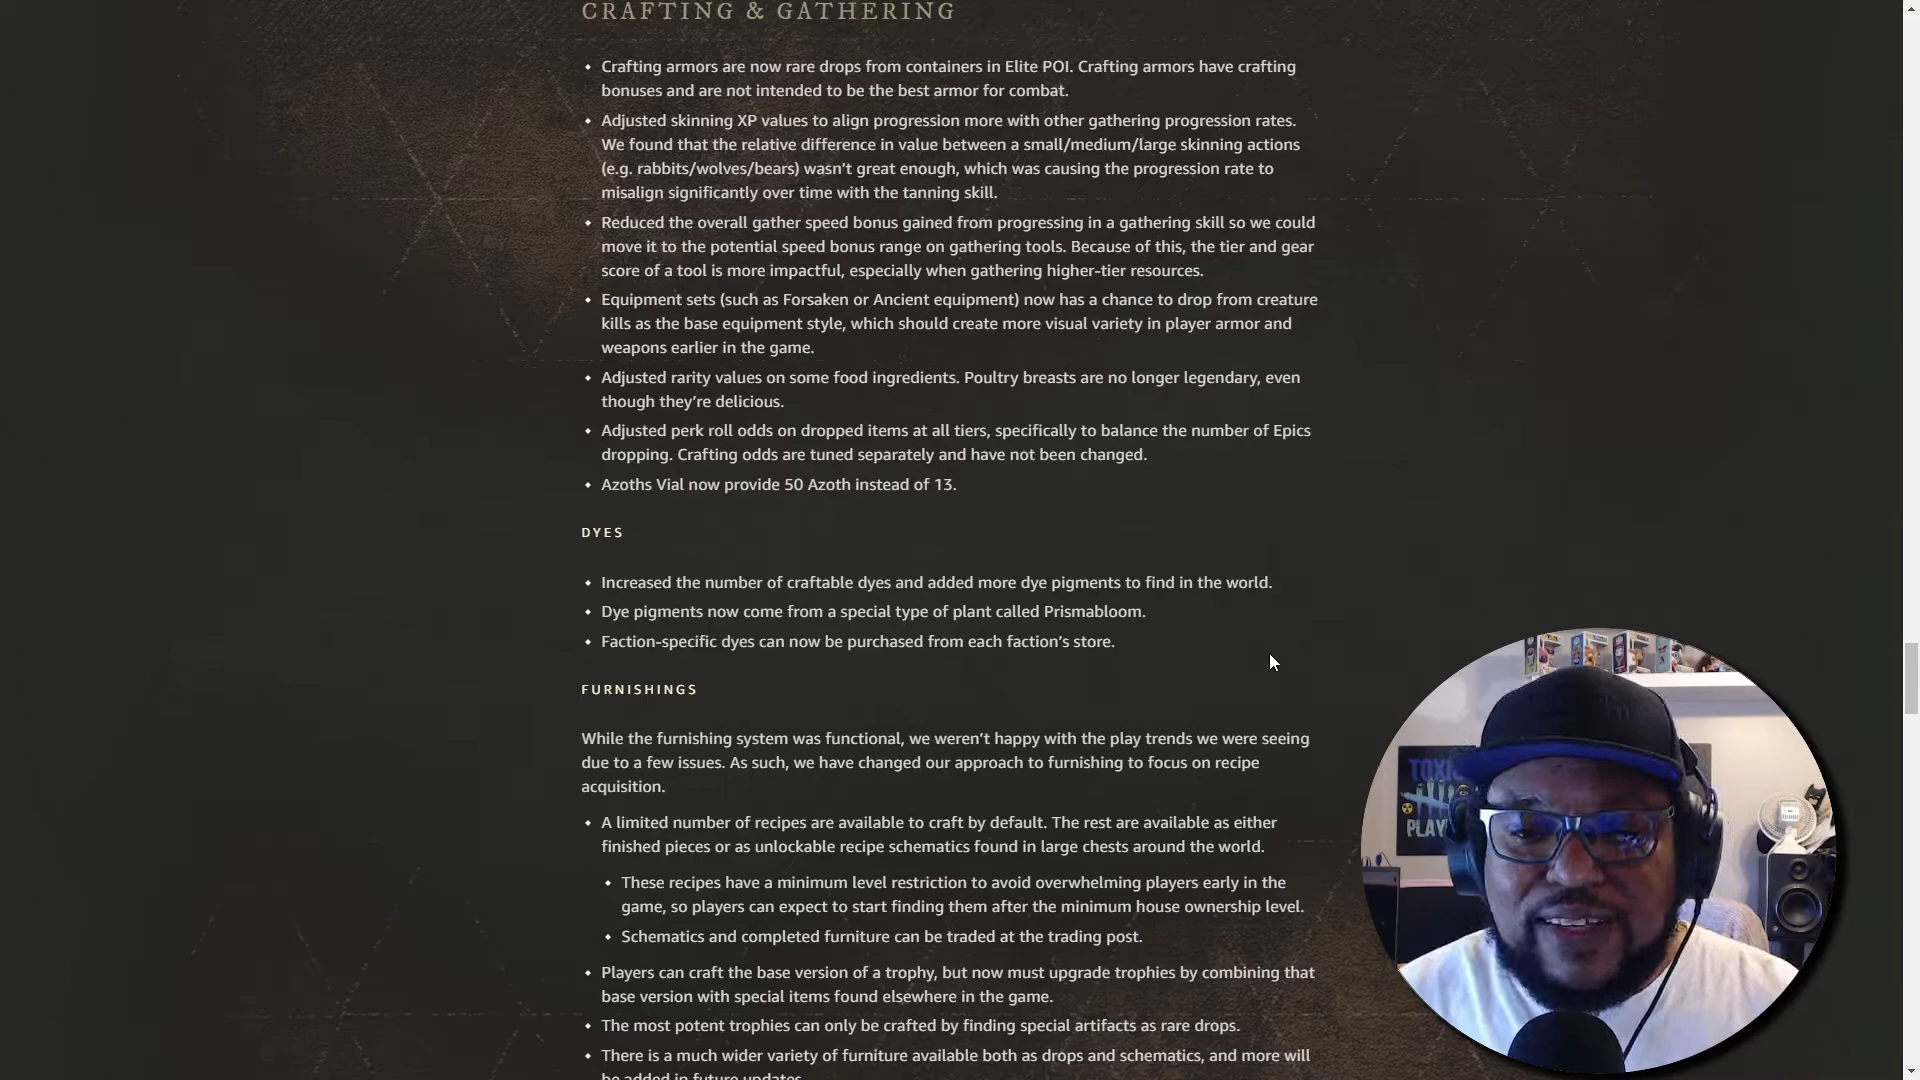 CRAFTING & GATHERING
Crafting armors are now rare drops from containers in Elite POI. Crafting armors have crafting
bonuses and are not intended to be the best armor for combat.
Adjusted skinning XP values to align progression more with other gathering progression rates.
We found that the relative difference in value between a small/medium/large skinning actions
(e.g. rabbits/wolves/bears) wasn't great enough, which was causing the progression rate to
misalign significantly over time with the tanning skill.
Reduced the overall gather speed bonus gained from progressing in a gathering skill so we could
move it to the potential speed bonus range on gathering tools. Because of this, the tier and gear
score of a tool is more impactful, especially when gathering higher-tier resources.
Equipment sets (such as Forsaken or Ancient equipment) now has a chance to drop from creature
kills as the base equipment style, which should create more visual variety in player armor and
weapons earlier in the game.
Adjusted rarity values on some food ingredients. Poultry breasts are no longer legendary, even
though they're delicious.
Adjusted perk roll odds on dropped items at all tiers, specifically to balance the number of Epics
dropping. Crafting odds are tuned separately and have not been changed.
Azoths Vial now provide 50 Azoth instead of 13.
DYES
Increased the number of craftable dyes and added more dye pigments to find in the world.
Dye pigments now come from a special type of plant called Prismabloom.
Faction-specific dyes can now be purchased from each faction's store.
FURNISHINGS
While the furnishing system was functional, we weren't happy with the play trends we were seeing
due to a few issues. As such, we have changed our approach to furnishing to focus on recipe
acquisition.
A limited number of recipes are available to craft by default. The rest are available as either
finished pieces or as unlockable recipe schematics found in large chests around the world.
These recipes have a minimum level restriction to avoid overwhelming players early in the
game, so players can expect to start finding them after the minimum house ownership level.
Schematics and completed furniture can be traded at the trading post.
Players can craft the base version of a trophy, but now must upgrade trophies by combining that
base version with special items found elsewhere in the game.
The most potent trophies can only be crafted by finding special artifacts as rare drops.
There is a much wider variety of furniture available both as drops and schematics, and more will
be added in future updates.
TOXI
PLAY